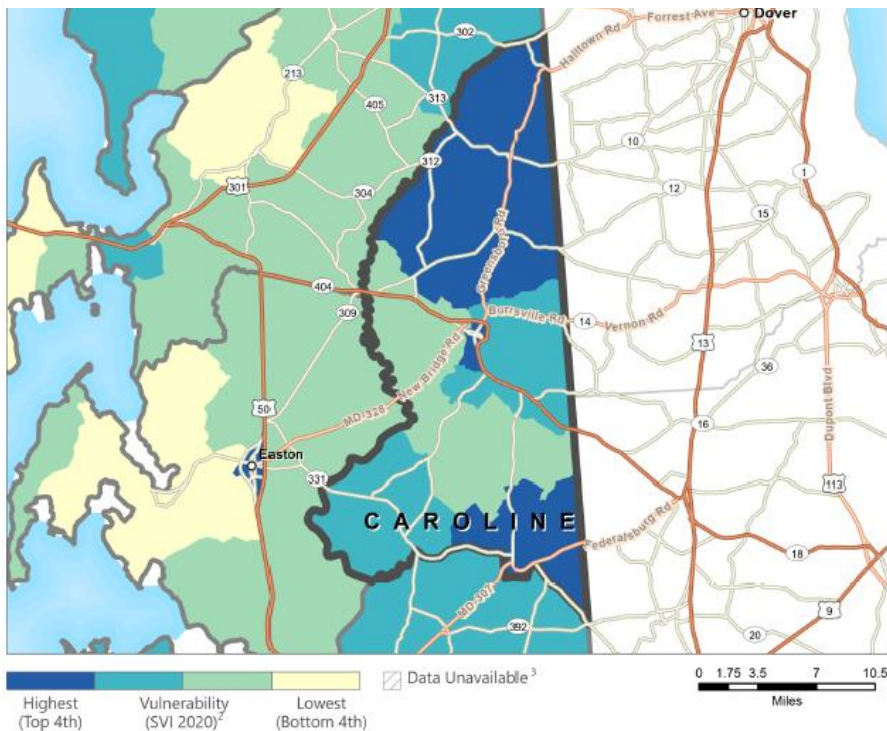 Dover
Forrest Ave
Halltown Rd
302
213
313
405
10
312
1
301
304
12
15
Greensboro Rd
404
309
Burrsville Rd
14
Vernon Rd
13
36
New Bridge Rd
MD-328
50
16
Dupont Blvd
Easton
331
113
CAROLINE
Federalsburg Rd
18
MD-307
9
392
20
Highest
(Top 4th)
Vulnerability
(SVI 2020)2
Lowest
(Bottom 4th)
Data Unavailable 3
0 1.75 3.5 7 10.5
Miles